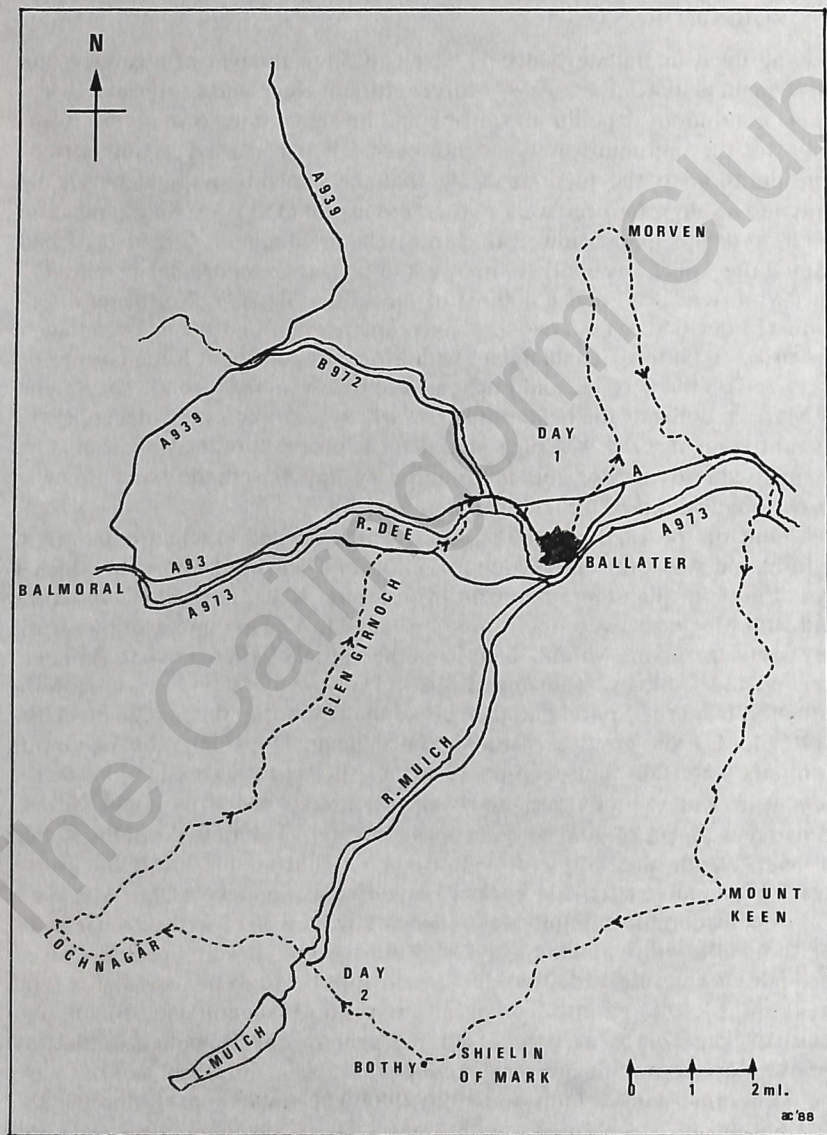 N
A939
MORVEN
B972
A939
DAY
1
A
R. DEE
A973
A93
BALLATER
BALMORAL
A973
GLEN GIRNOCH
R. MUICH
MOUNT
KEEN
LOCHNAGAR
DAY
2
L. MUICH
BOTHY
SHIELIN
OF MARK
0 1 2 ml.
ac '88
The Cairngorm Club